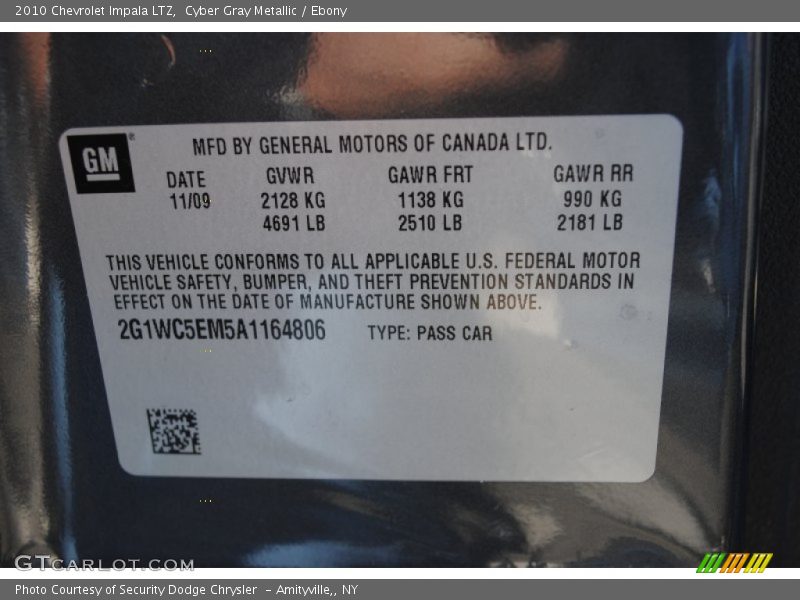 2010 Chevrolet Impala LTZ, Cyber Gray Metallic / Ebony
GM®
MFD BY GENERAL MOTORS OF CANADA LTD.
DATE GVWR GAWR FRT GAWR RR
11/09 2128 KG 1138 KG 990 KG
4691 LB 2510 LB 2181 LB
THIS VEHICLE CONFORMS TO ALL APPLICABLE U.S. FEDERAL MOTOR
VEHICLE SAFETY, BUMPER, AND THEFT PREVENTION STANDARDS IN
EFFECT ON THE DATE OF MANUFACTURE SHOWN ABOVE.
2G1WC5EM5A1164806 TYPE: PASS CAR
GTCARLOT.COM
Photo Courtesy of Security Dodge Chrysler - Amityville,, NY